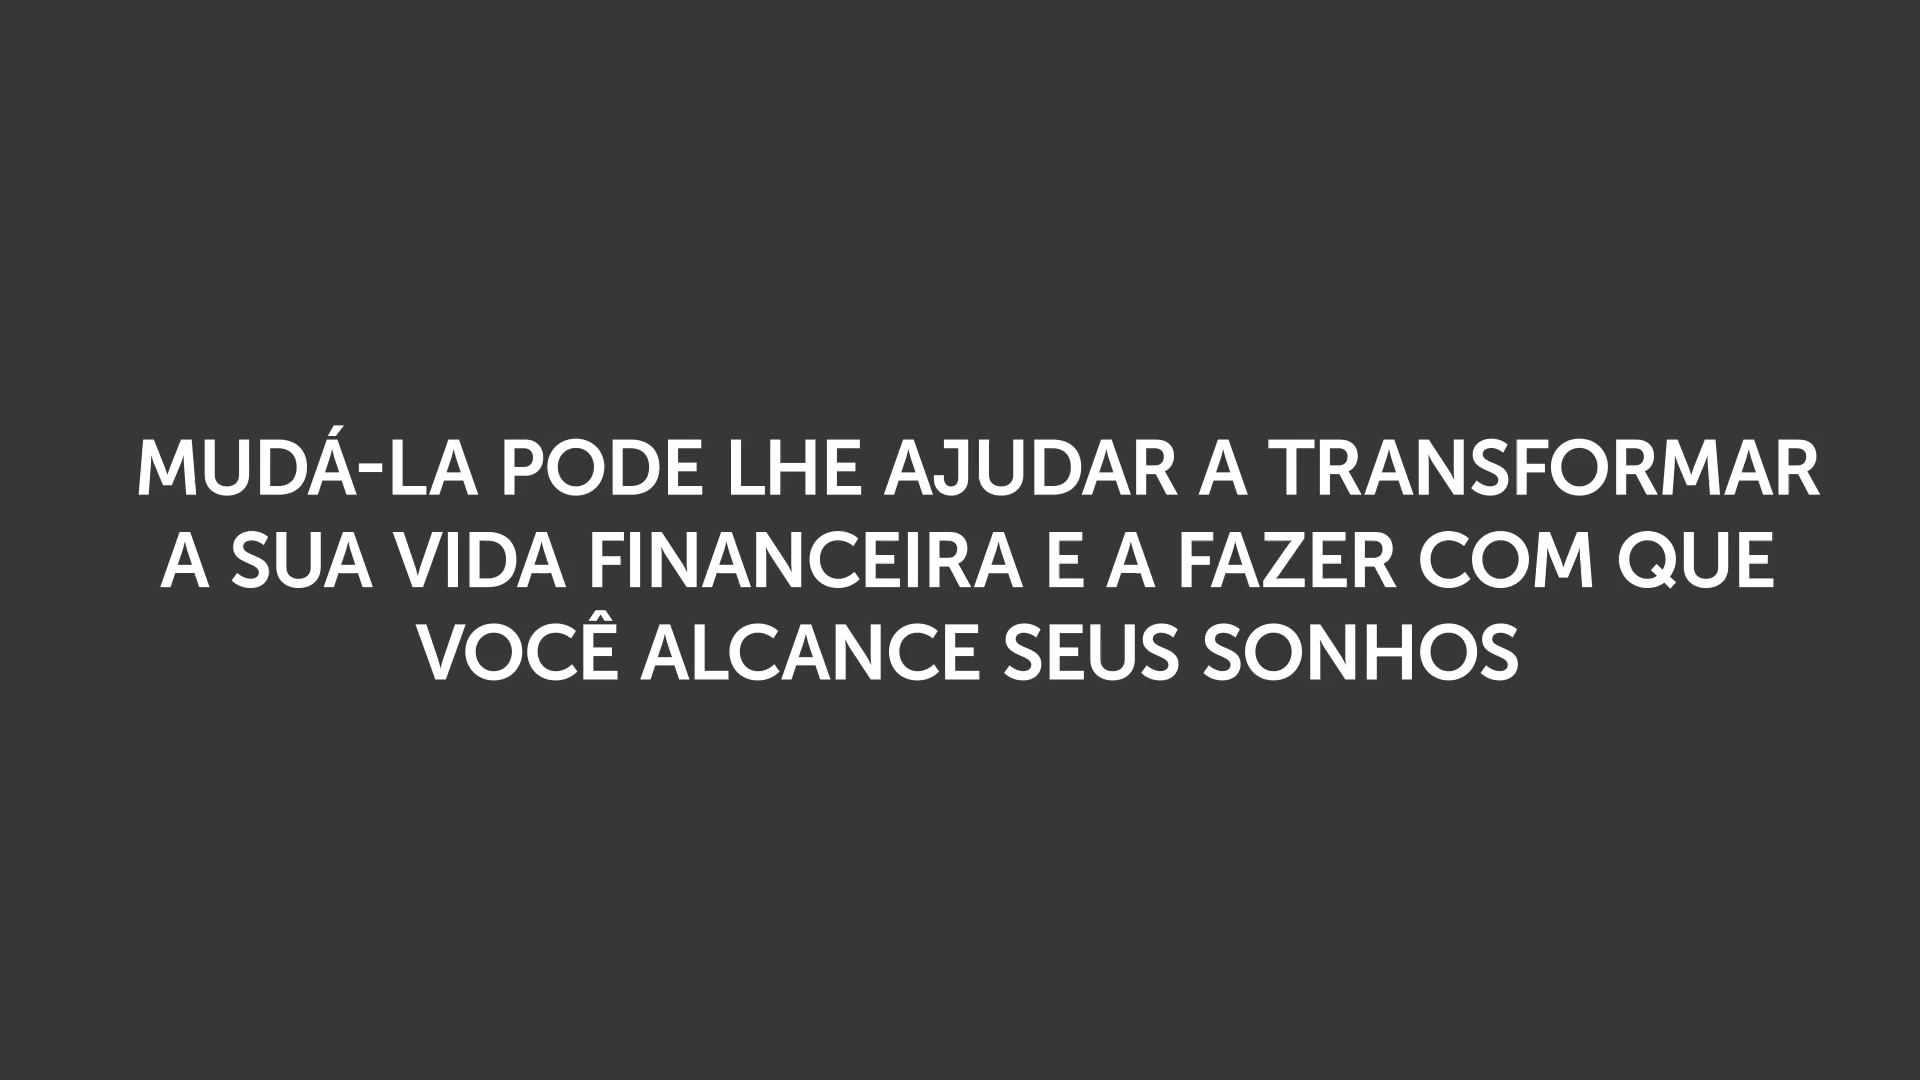 MUDÁ-LA PODE LHE AJUDAR A TRANSFORMAR
A SUA VIDA FINANCEIRA E A FAZER COM QUE
VOCÊ ALCANCE SEUS SONHOS